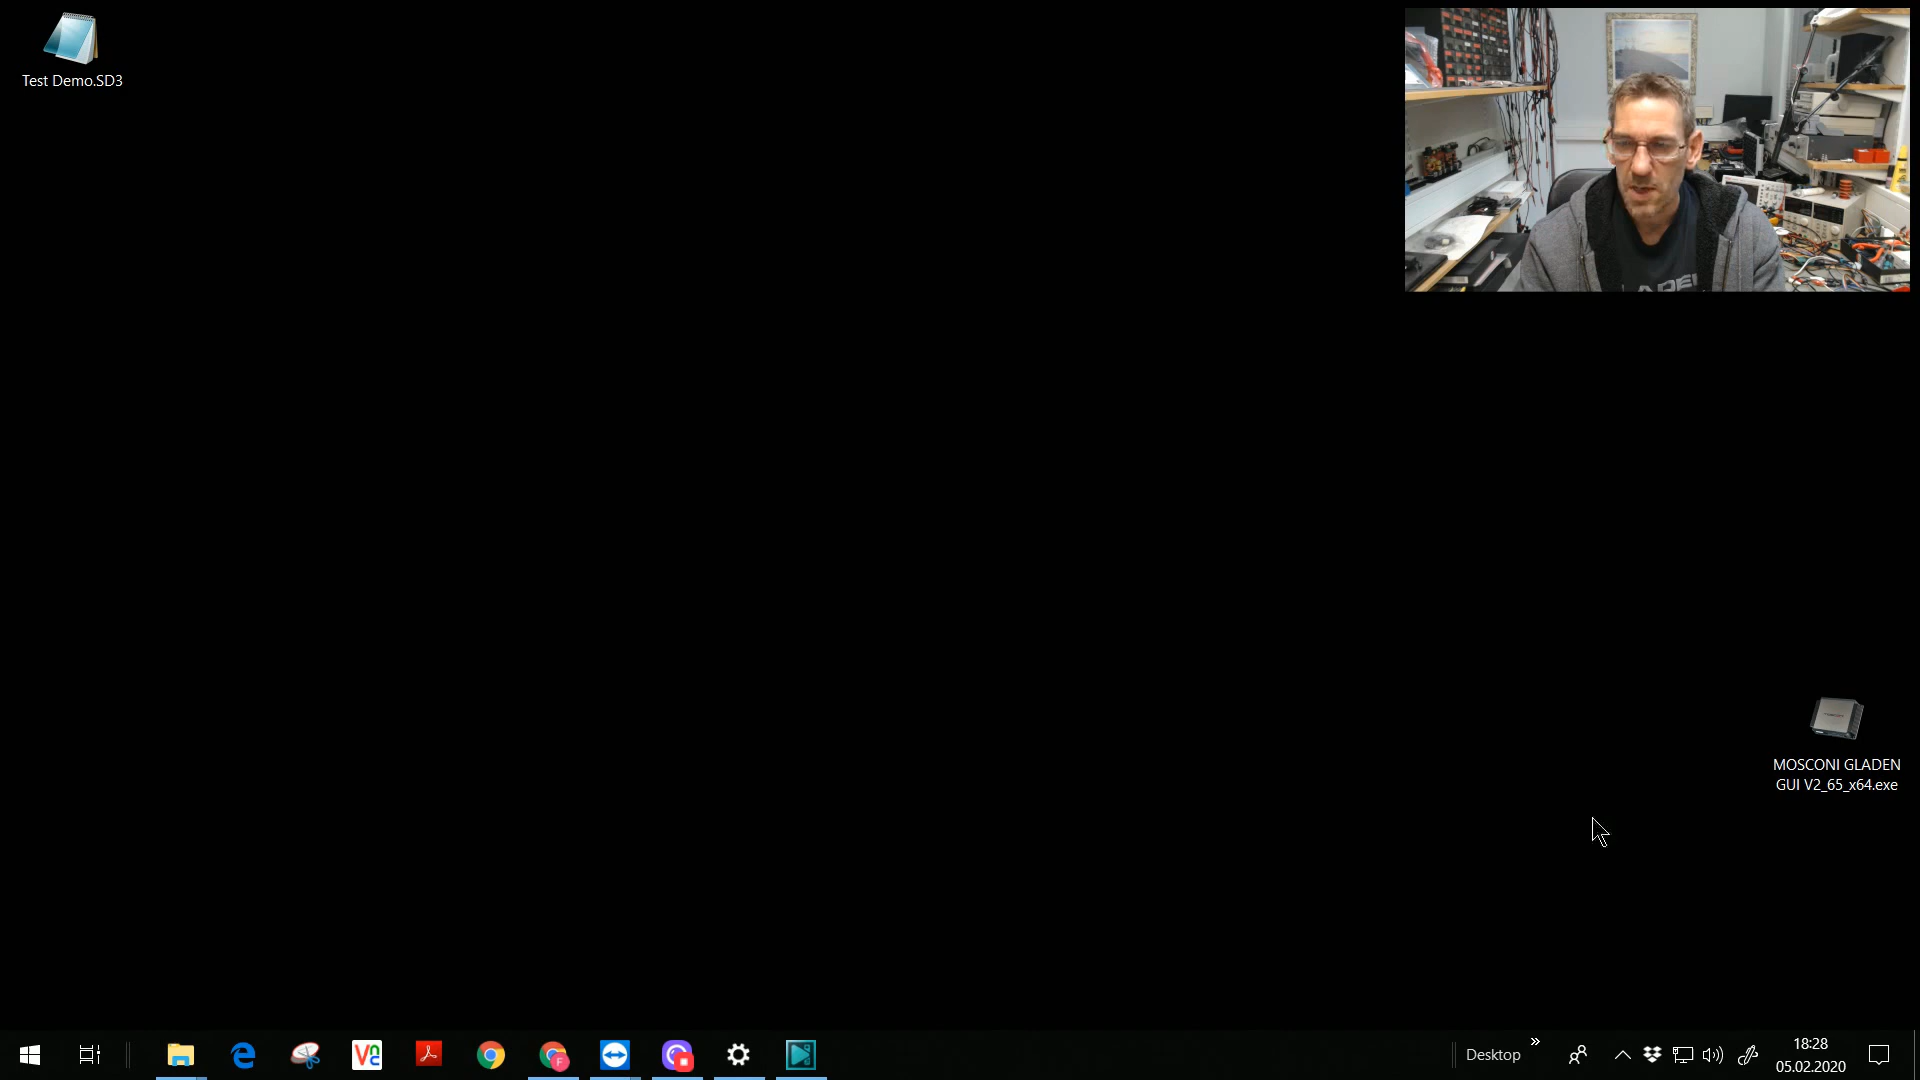 Test Demo.SD3
MOSCONI GLADEN
GUI V2_65_x64.exe
Desktop
18:28
05.02.2020